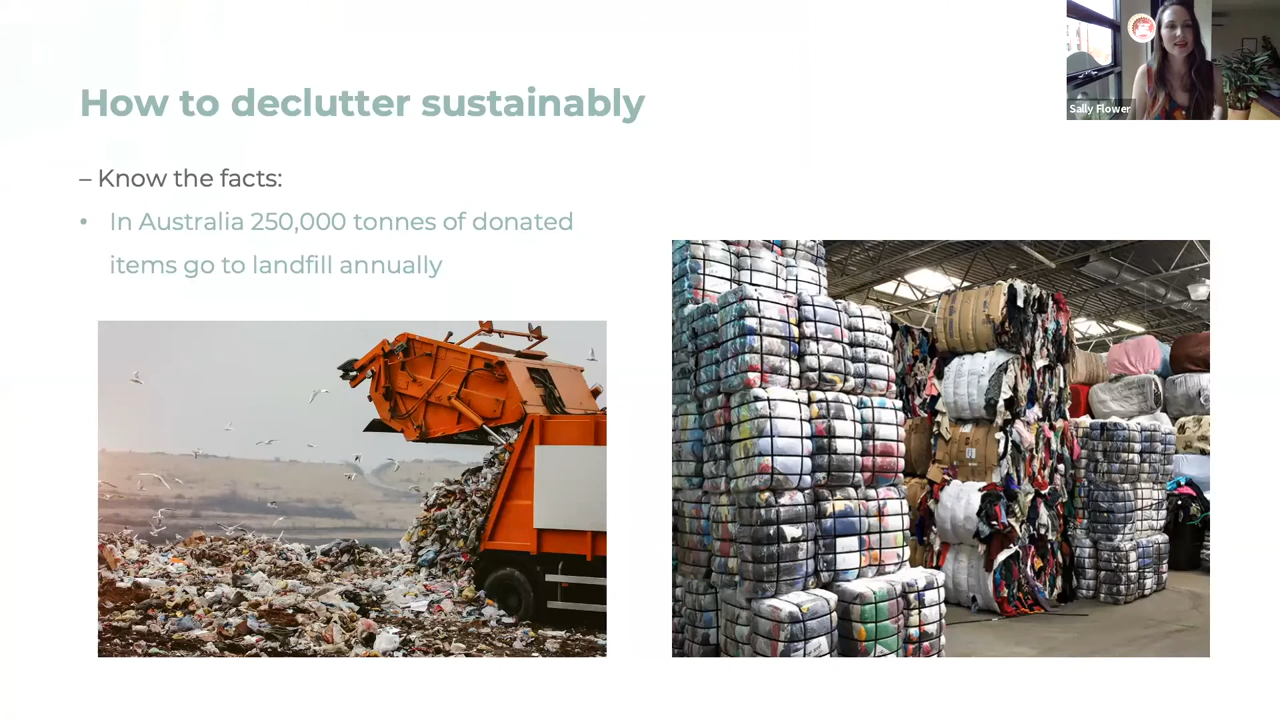 How to declutter sustainably
– Know the facts:
• In Australia 250,000 tonnes of donated
items go to landfill annually
Sally Flower